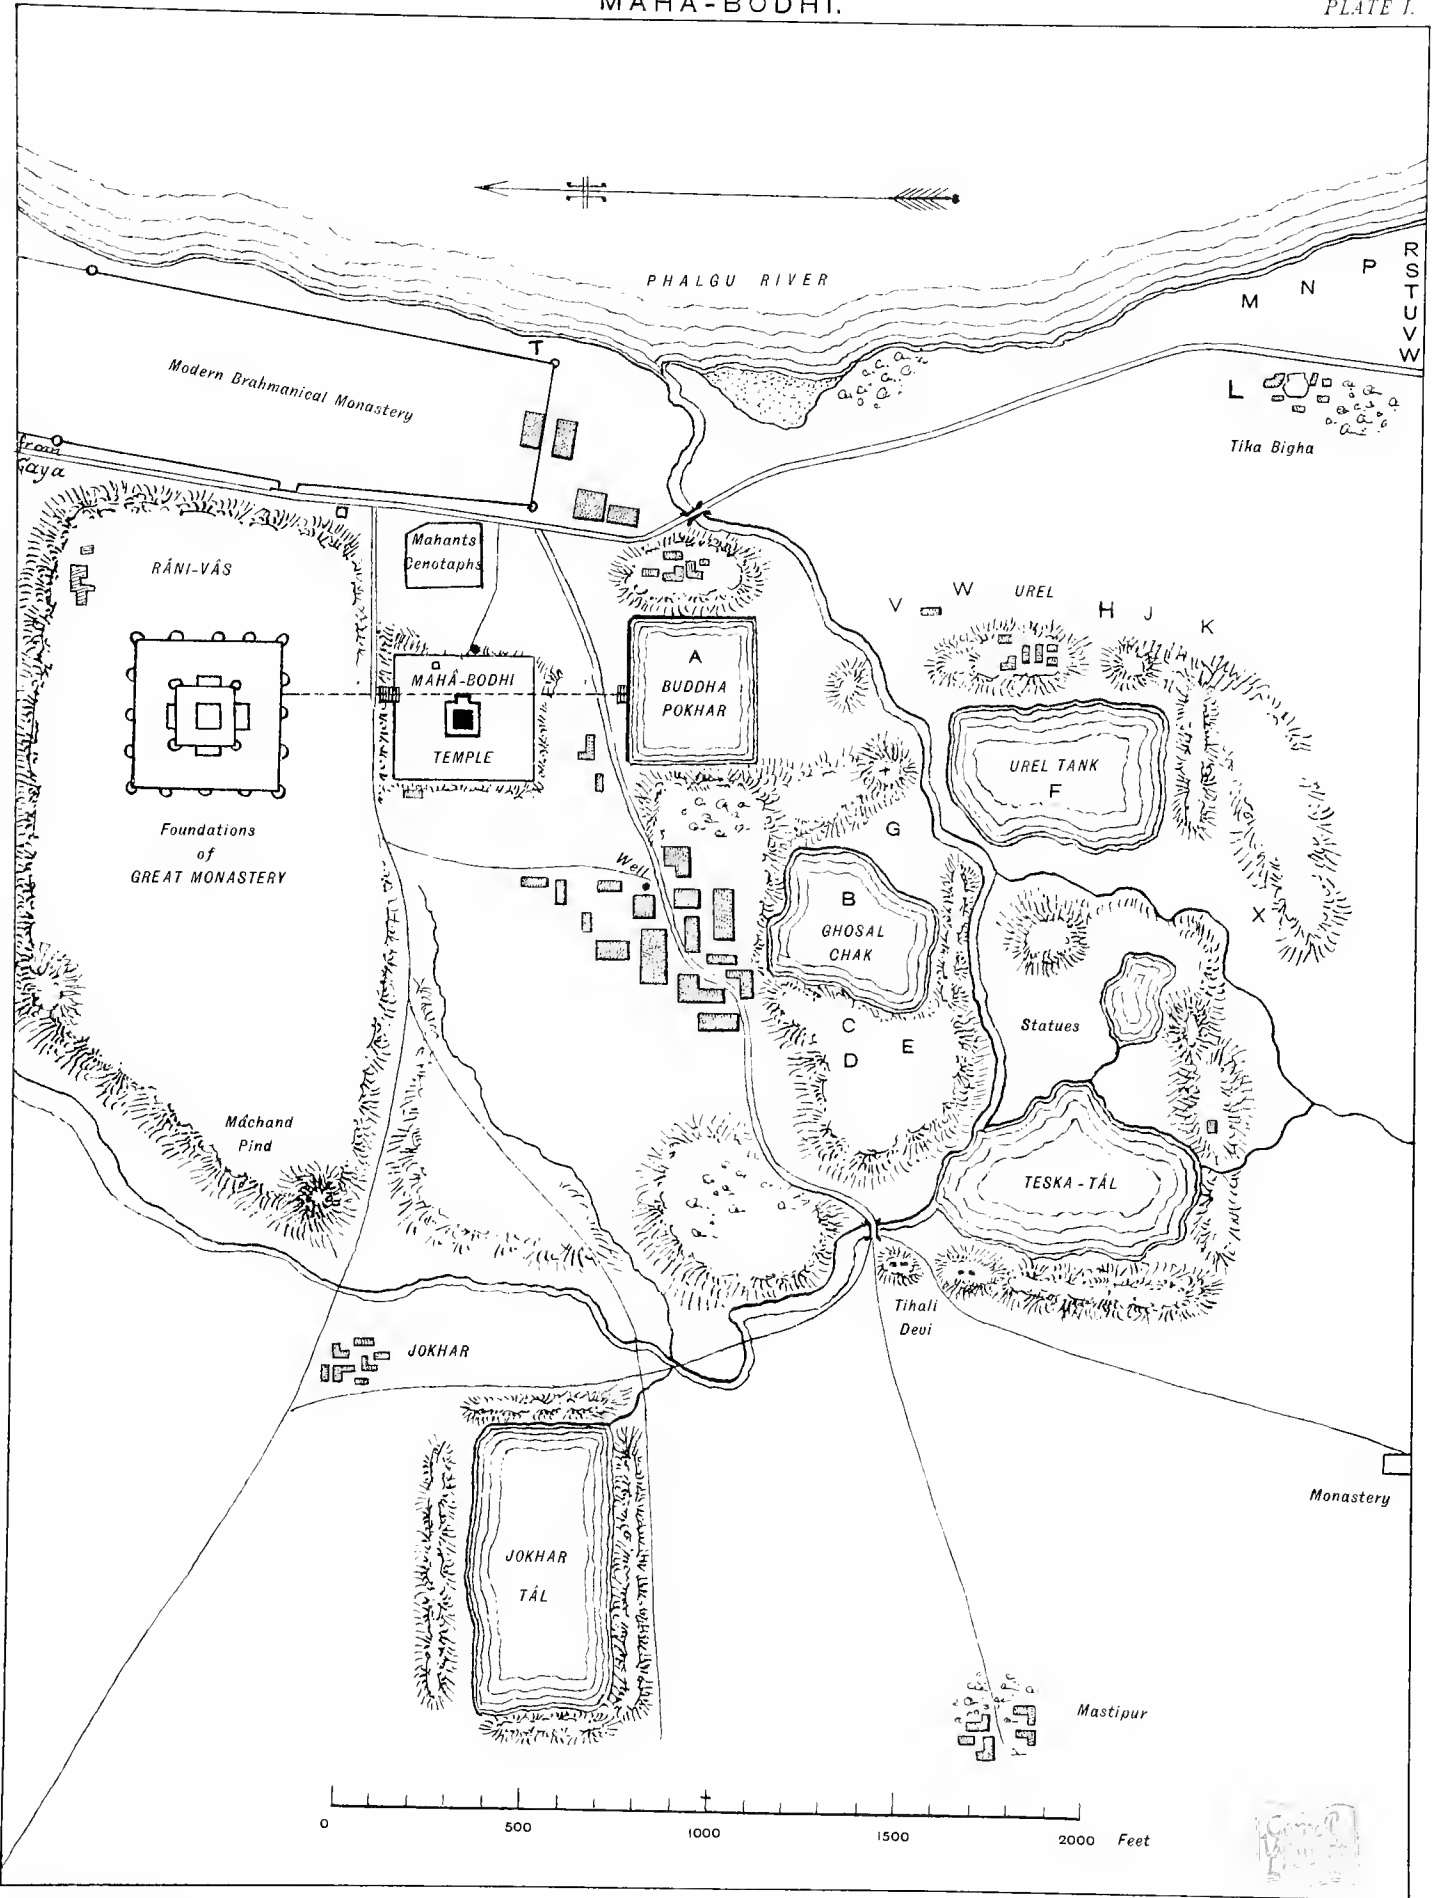 MAHA-BODHI.
PLATE I.
PHALGU RIVER
R
S
T
U
V
W
P
N
M
T
Modern Brahmanical Monastery
L
Tika Bigha
from
Gaya
RÂNI-VÂS
Mahants
Cenotaphs
V
W
UREL
H
J
K
MAHÂ-BODHI
TEMPLE
A
BUDDHA
POKHAR
UREL TANK
F
Foundations
of
GREAT MONASTERY
G
Well
B
GHOSAL
CHAK
X
C
D
E
Statues
Máchand
Pind
TESKA-TÁL
Tihali
Devi
JOKHAR
Monastery
JOKHAR
TÂL
Mastipur
0
500
1000
1500
2000 Feet